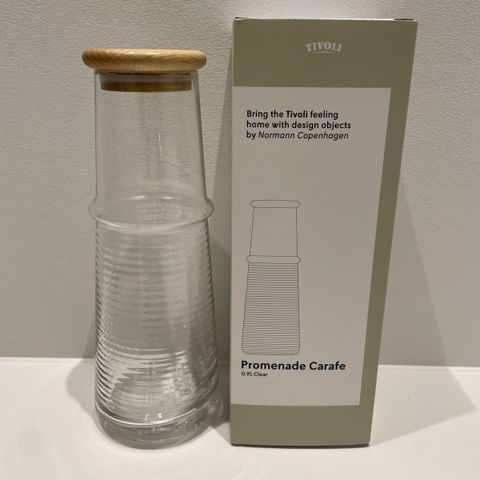 TIVOLI
Bring the Tivoli feeling
home with design objects
by Normann Copenhagen
Promenade Carafe
0.9L Clear